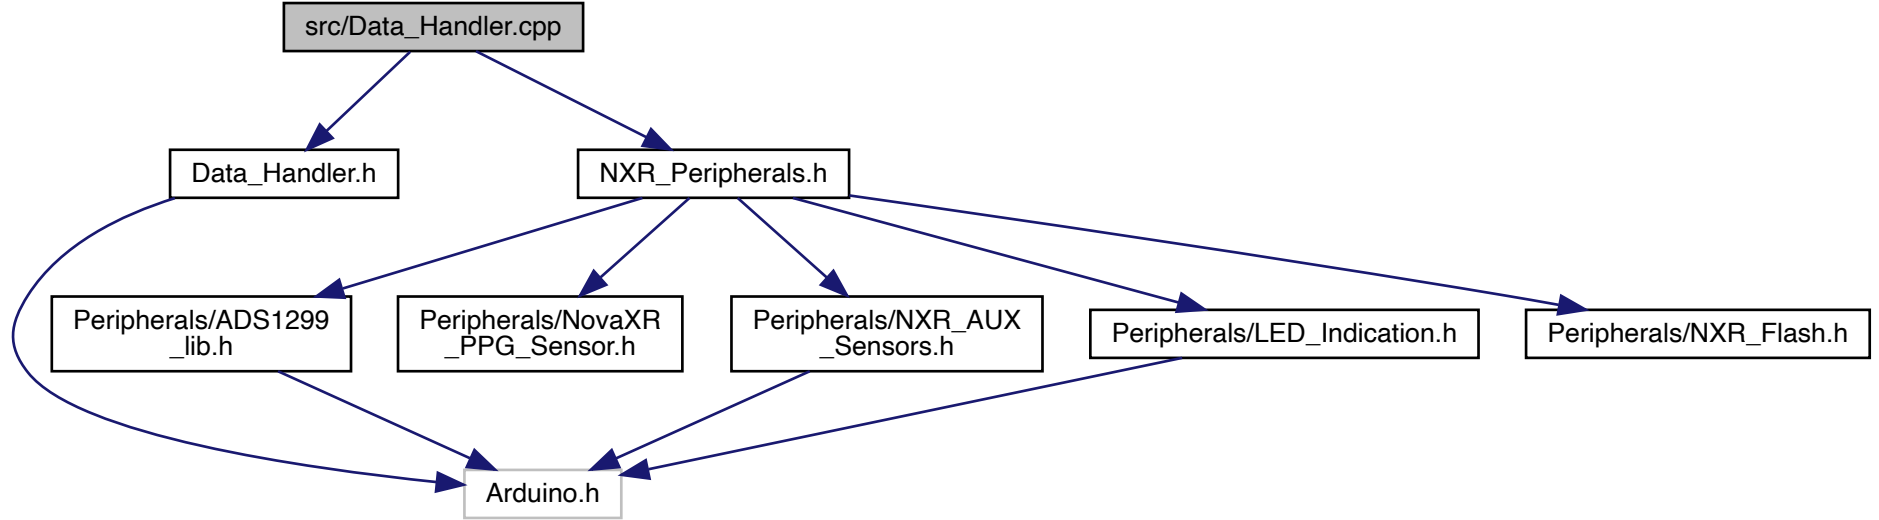 src/Data_Handler.cpp
Data_Handler.h
NXR_Peripherals.h
Peripherals/ADS1299
_lib.h
Peripherals/NovaXR
_PPG_Sensor.h
Peripherals/NXR_AUX
_Sensors.h
Peripherals/LED_Indication.h
Peripherals/NXR_Flash.h
Arduino.h